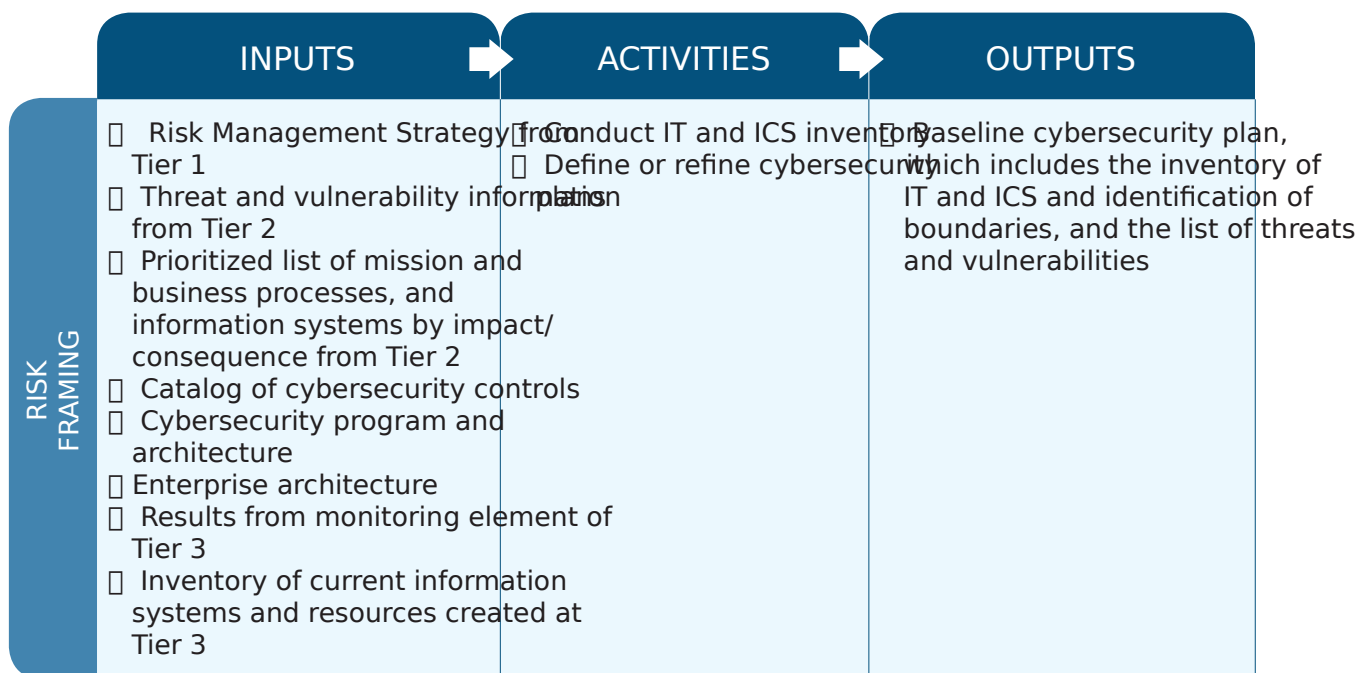 INPUTS
ACTIVITIES
OUTPUTS
RISK
FRAMING
Risk Management Strategy from
Tier 1
Threat and vulnerability information
from Tier 2
Prioritized list of mission and
business processes, and
information systems by impact/
consequence from Tier 2
Catalog of cybersecurity controls
Cybersecurity program and
architecture
Enterprise architecture
Results from monitoring element of
Tier 3
Inventory of current information
systems and resources created at
Tier 3
Conduct IT and ICS inventory
Define or refine cybersecurity
plans
Baseline cybersecurity plan,
which includes the inventory of
IT and ICS and identification of
boundaries, and the list of threats
and vulnerabilities